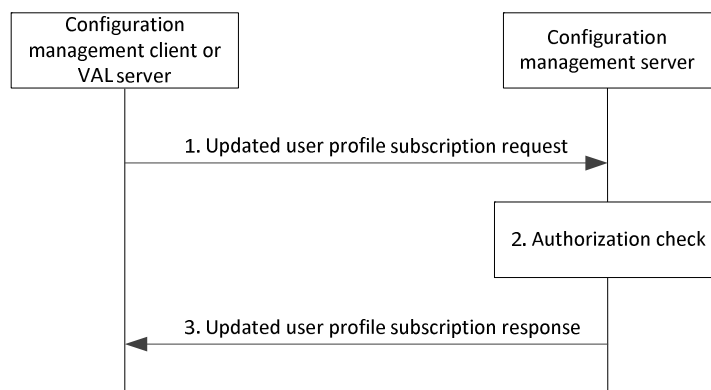 Configuration
management client or
VAL server
Configuration
management server
1. Updated user profile subscription request
2. Authorization check
3. Updated user profile subscription response